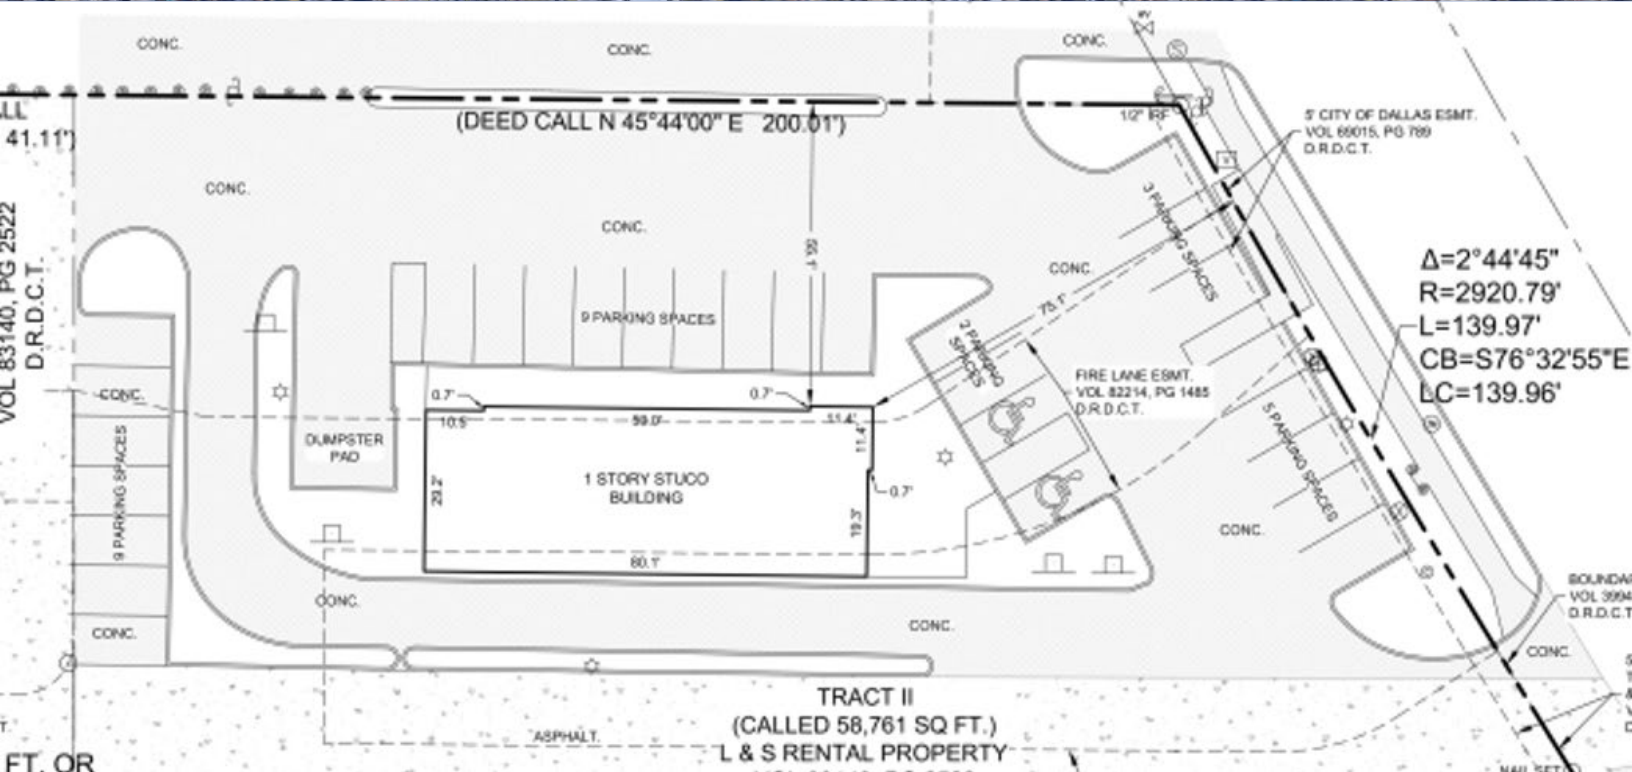 CONC.
CONC.
CONC.
1/2" IRF
(DEED CALL N 45°44'00" E 200.01')
41.11')
5' CITY OF DALLAS ESMT.
VOL 69015, PG 789
D.R.D.C.T.
CONC.
CONC.
VOL 83140, PG 2522
D.R.D.C.T.
3 PARKING SPACES
55.1'
CONC.
Δ=2°44'45"
R=2920.79'
L=139.97'
CB=S76°32'55"E
LC=139.96'
75.1'
9 PARKING SPACES
2 PARKING
SPACES
FIRE LANE ESMT.
VOL 82214, PG 1485
D.R.D.C.T.
CONC.
0.7'
0.7'
10.5'
59.0'
11.4'
11.4'
DUMPSTER
PAD
1 STORY STUCO
BUILDING
29.2'
0.7'
19.3'
9 PARKING SPACES
5 PARKING SPACES
CONC.
60.1'
CONC.
CONC.
CONC.
CONC.
VOL 3994
D.R.D.C.T
TRACT II
(CALLED 58,761 SQ FT.)
L & S RENTAL PROPERTY
ASPHALT.
FT. OR
NAIL SET